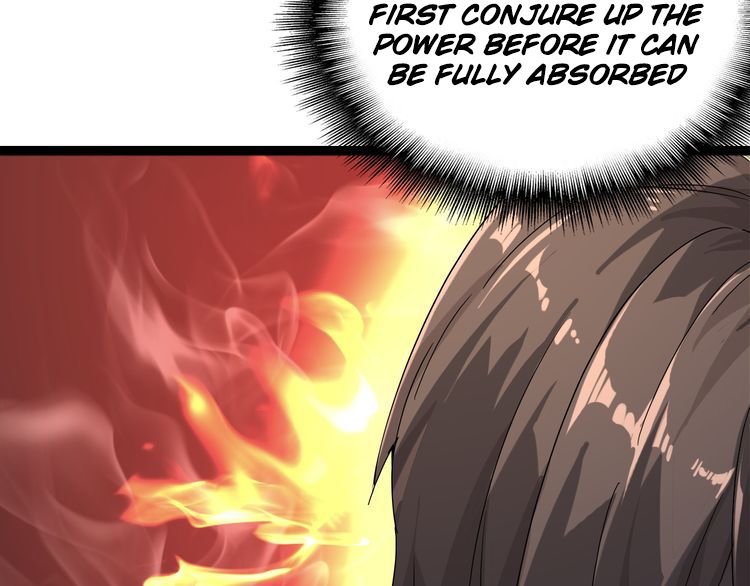 FIRST CONJURE UP THE
POWER BEFORE IT CAN
BE FULLY ABSORBED